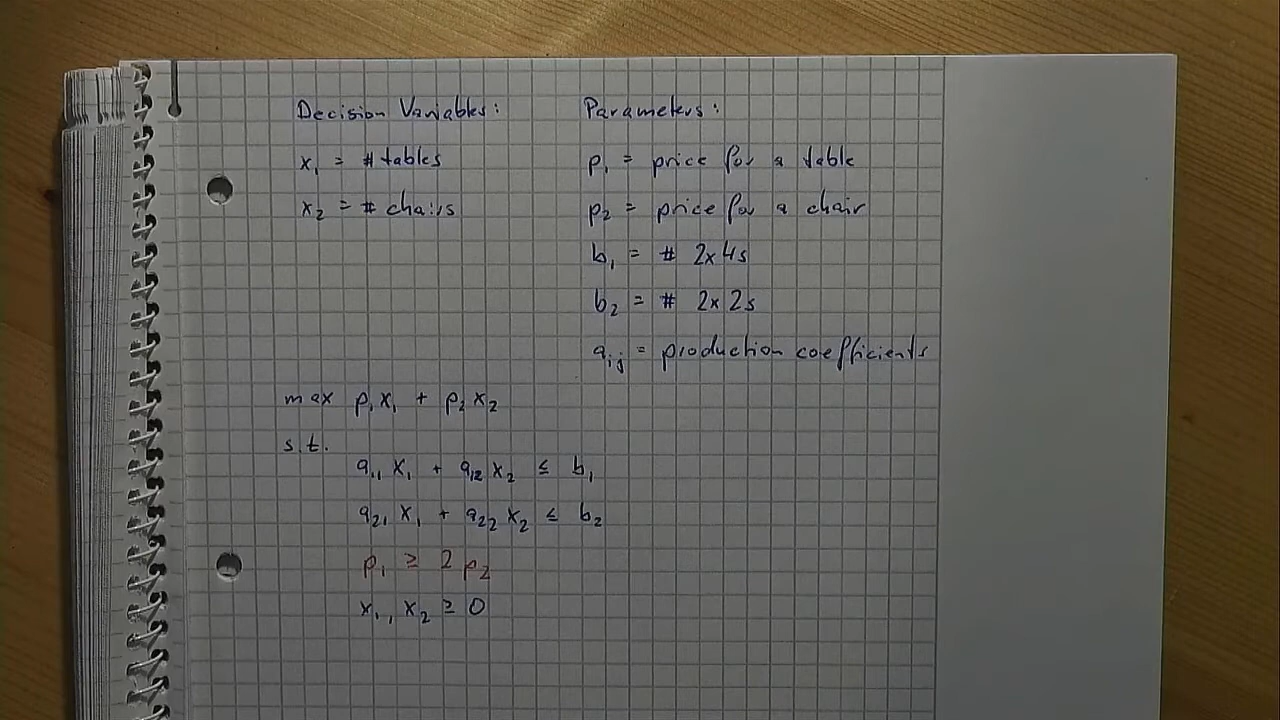 Decision Variables:
x₁ = # tables
x₂ = # chairs
Parameters:
p₁ = price for a table
p₂ = price for a chair
b₁ = # 2x4s
b₂ = # 2x2s
aᵢⱼ = production coefficients
max p₁x₁ + p₂x₂
s.t.
a₁₁ x₁ + a₁₂ x₂ ≤ b₁
a₂₁ x₁ + a₂₂ x₂ ≤ b₂
p₁ ≥ 2 p₂
x₁, x₂ ≥ 0